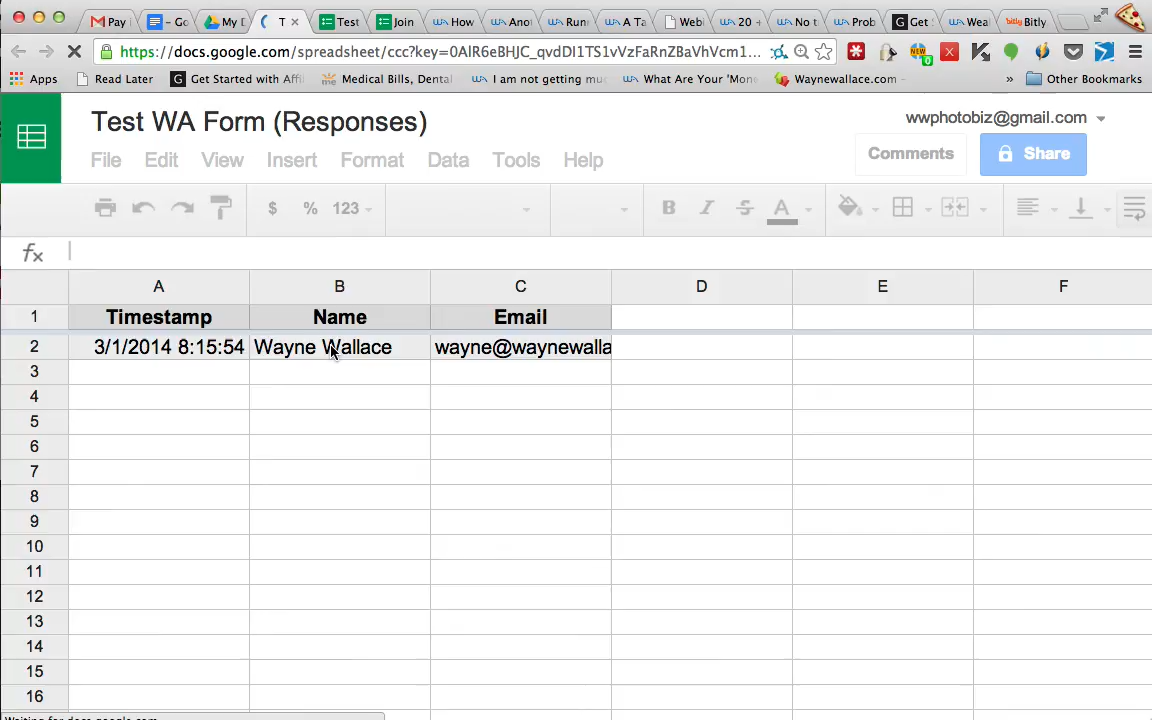 Pay My D T Test Join How Ano Run A Ta Webi 20 + No t Prob Get Weal bitly Bitly
https://docs.google.com/spreadsheet/ccc?key=0AlR6eBHJC_qvdDI1TS1vVzFaRnZBaVhVcm1...
Apps Read Later Get Started with Affi Medical Bills, Dental I am not getting mu What Are Your 'Mone Waynewallace.com » Other Bookmarks
Test WA Form (Responses) wwphotobiz@gmail.com
File Edit View Insert Format Data Tools Help Comments Share
$ % 123 B I S A
fx
A B C D E F
1 Timestamp Name Email
2 3/1/2014 8:15:54 Wayne Wallace wayne@waynewalla
3
4
5
6
7
8
9
10
11
12
13
14
15
16